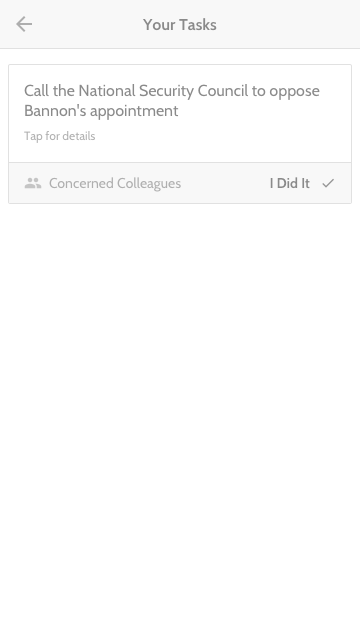 Your Tasks
Call the National Security Council to oppose
Bannon's appointment
Tap for details
Concerned Colleagues
I Did It